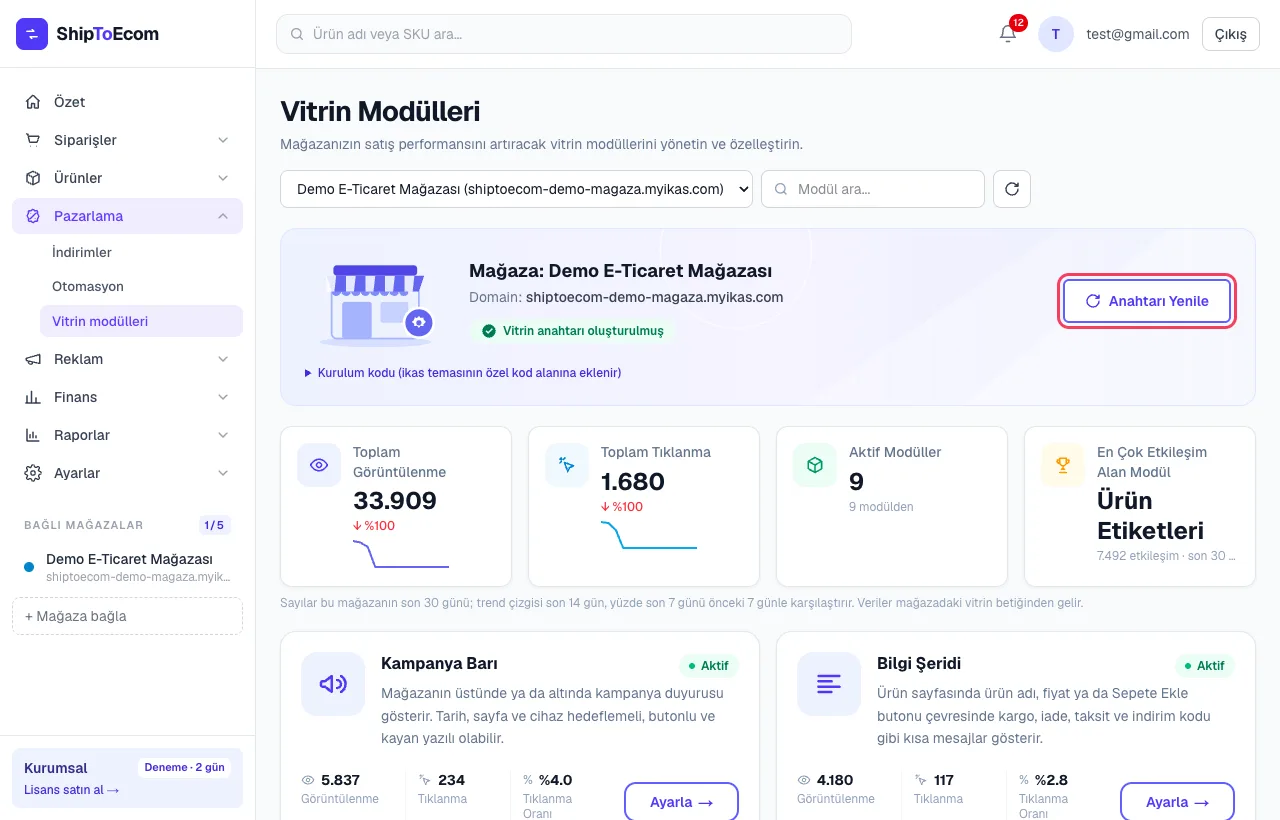 ShipToEcom
Ürün adı veya SKU ara...
12
T
test@gmail.com
Çıkış
Özet
Siparişler
Ürünler
Pazarlama
İndirimler
Otomasyon
Vitrin modülleri
Reklam
Finans
Raporlar
Ayarlar
BAĞLI MAĞAZALAR
1/5
Demo E-Ticaret Mağazası
shiptoecom-demo-magaza.myik...
+ Mağaza bağla
Kurumsal
Deneme · 2 gün
Lisans satın al →
Vitrin Modülleri
Mağazanızın satış performansını artıracak vitrin modüllerini yönetin ve özelleştirin.
Demo E-Ticaret Mağazası (shiptoecom-demo-magaza.myikas.com)
Modül ara...
Mağaza: Demo E-Ticaret Mağazası
Domain: shiptoecom-demo-magaza.myikas.com
Vitrin anahtarı oluşturulmuş
Anahtarı Yenile
Kurulum kodu (ikas temasının özel kod alanına eklenir)
Toplam
Görüntülenme
33.909
↓ %100
Toplam Tıklanma
1.680
↓ %100
Aktif Modüller
9
9 modülden
En Çok Etkileşim
Alan Modül
Ürün
Etiketleri
7.492 etkileşim · son 30 ...
Sayılar bu mağazanın son 30 günü; trend çizgisi son 14 gün, yüzde son 7 günü önceki 7 günle karşılaştırır. Veriler mağazadaki vitrin betiğinden gelir.
Kampanya Barı
Aktif
Mağazanın üstünde ya da altında kampanya duyurusu
gösterir. Tarih, sayfa ve cihaz hedeflemeli, butonlu ve
kayan yazılı olabilir.
5.837
Görüntülenme
234
Tıklanma
% %4.0
Tıklanma
Oranı
Ayarla →
Bilgi Şeridi
Aktif
Ürün sayfasında ürün adı, fiyat ya da Sepete Ekle
butonu çevresinde kargo, iade, taksit ve indirim kodu
gibi kısa mesajlar gösterir.
4.180
Görüntülenme
117
Tıklanma
% %2.8
Tıklanma
Oranı
Ayarla →